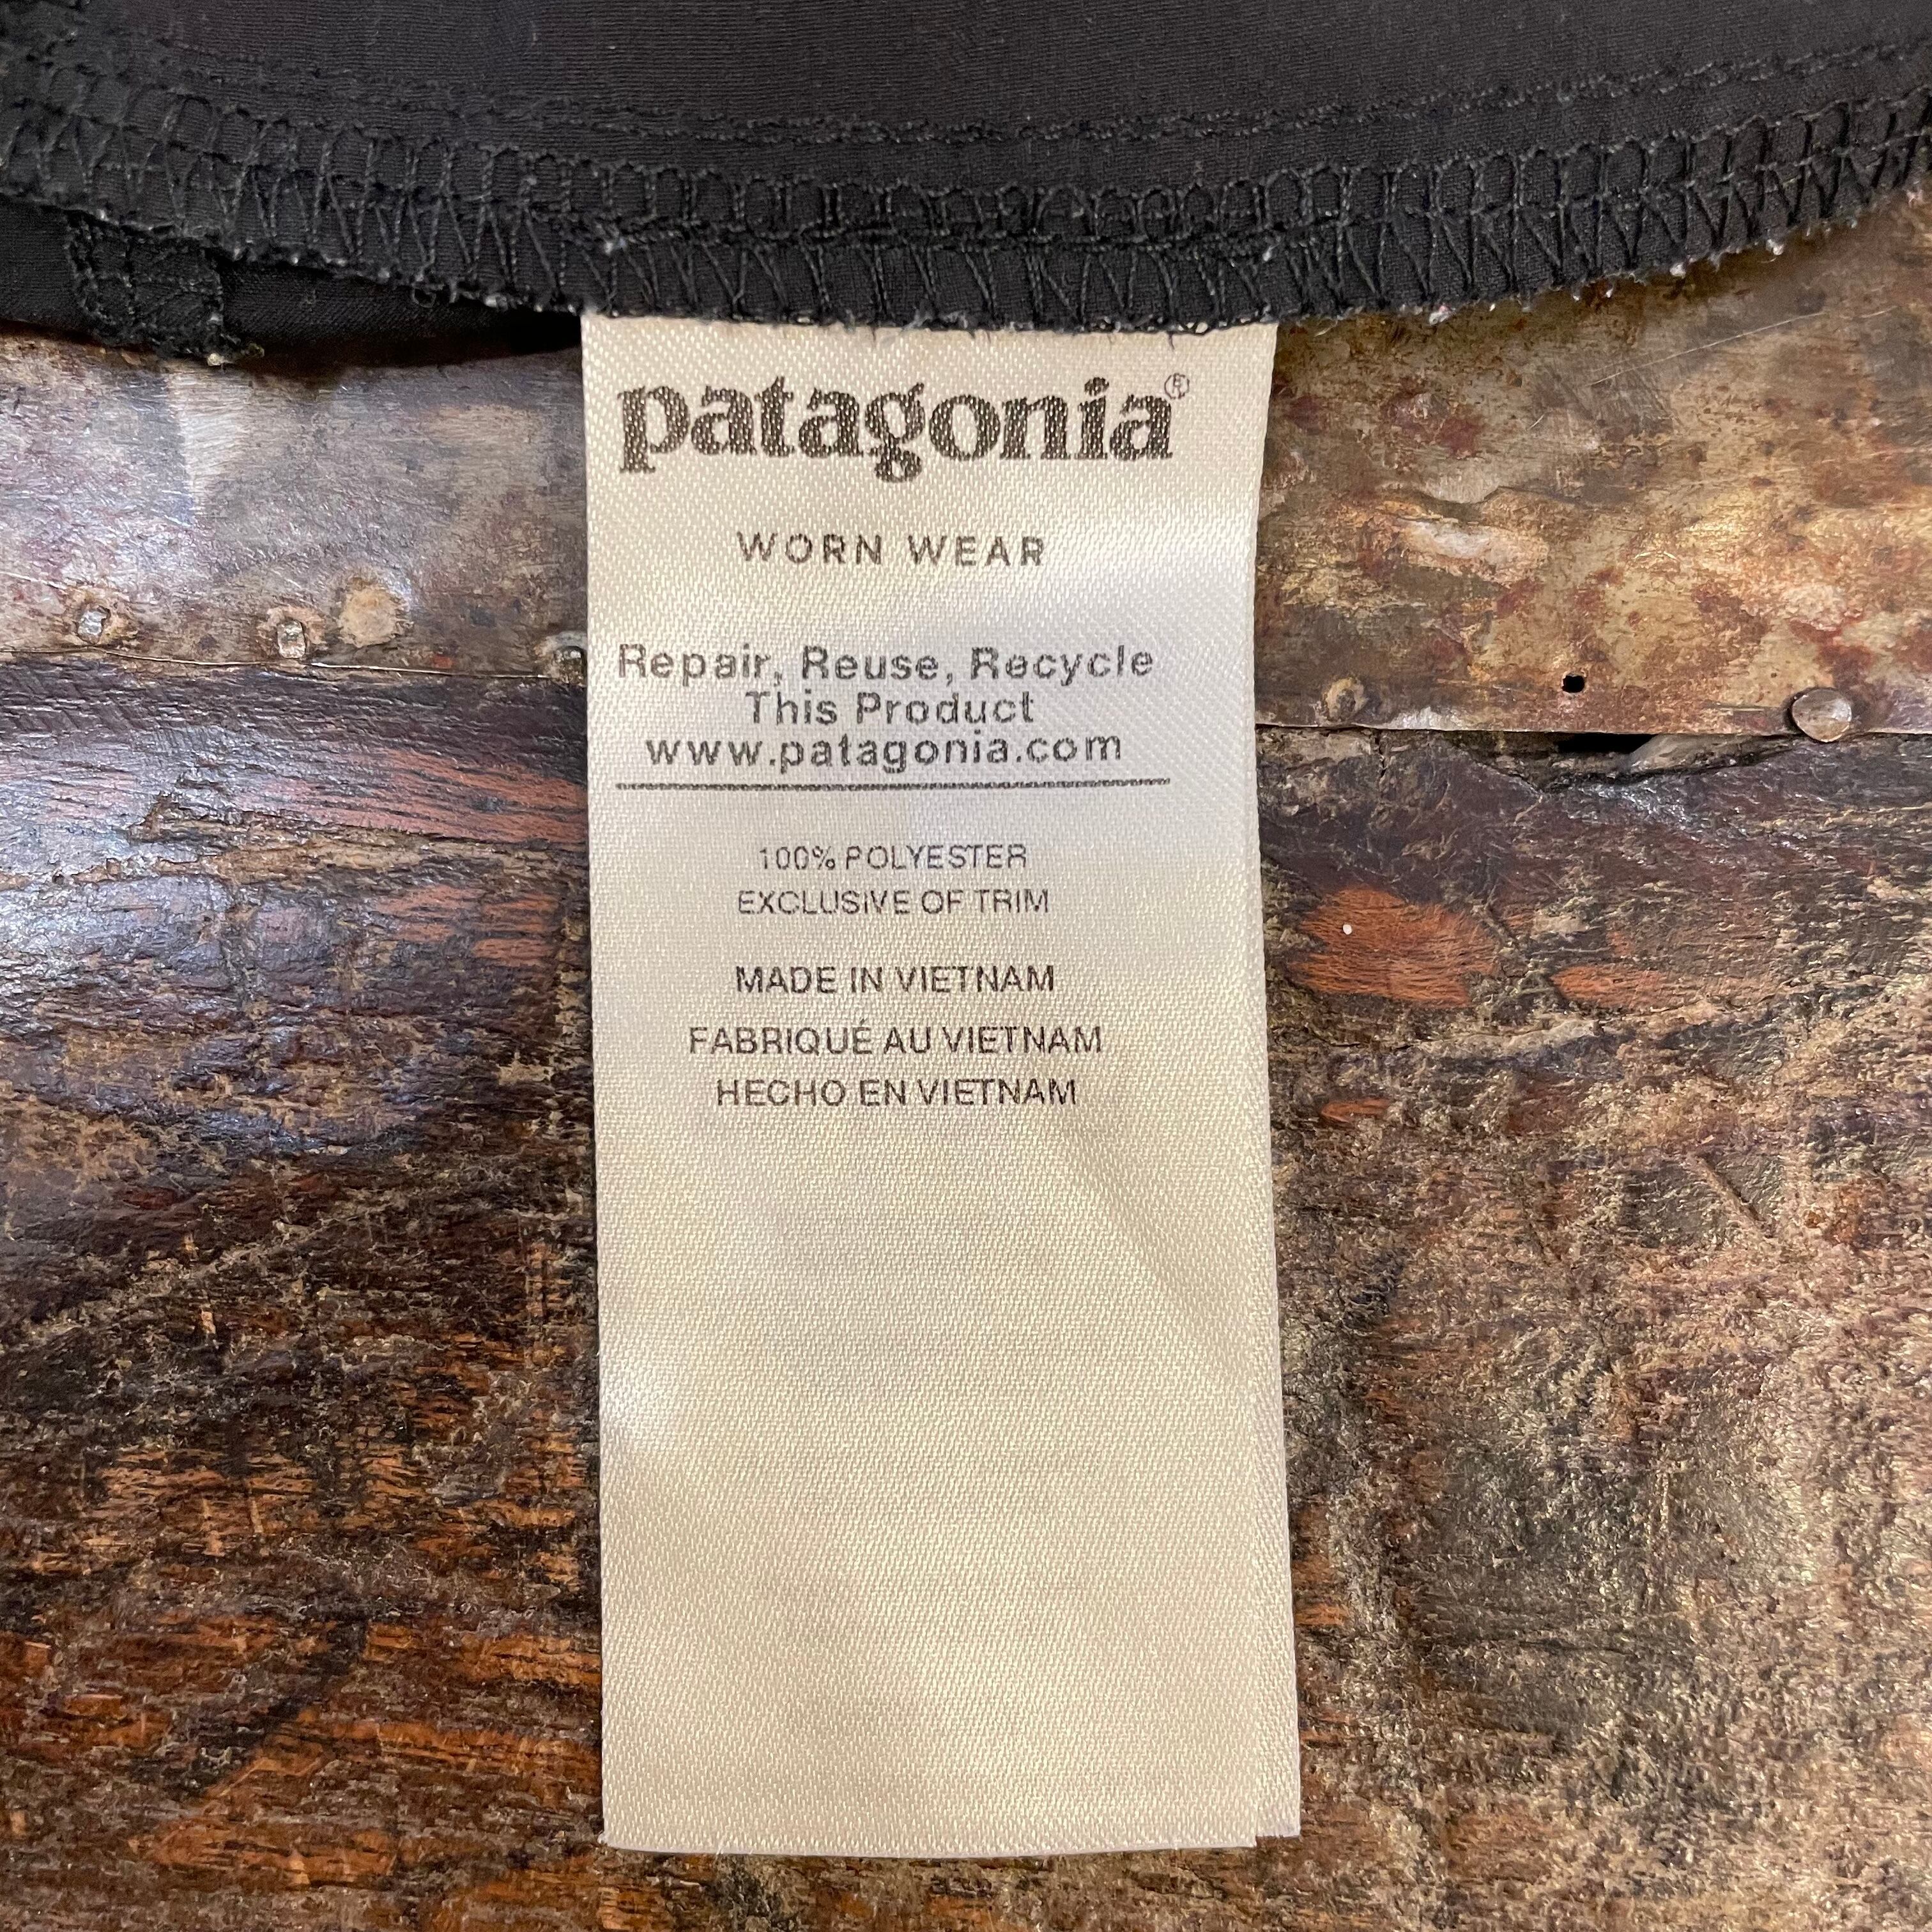 patagonia®
WORN WEAR
Repair, Reuse, Recycle
This Product
www.patagonia.com
100% POLYESTER
EXCLUSIVE OF TRIM
MADE IN VIETNAM
FABRIQUÉ AU VIETNAM
HECHO EN VIETNAM